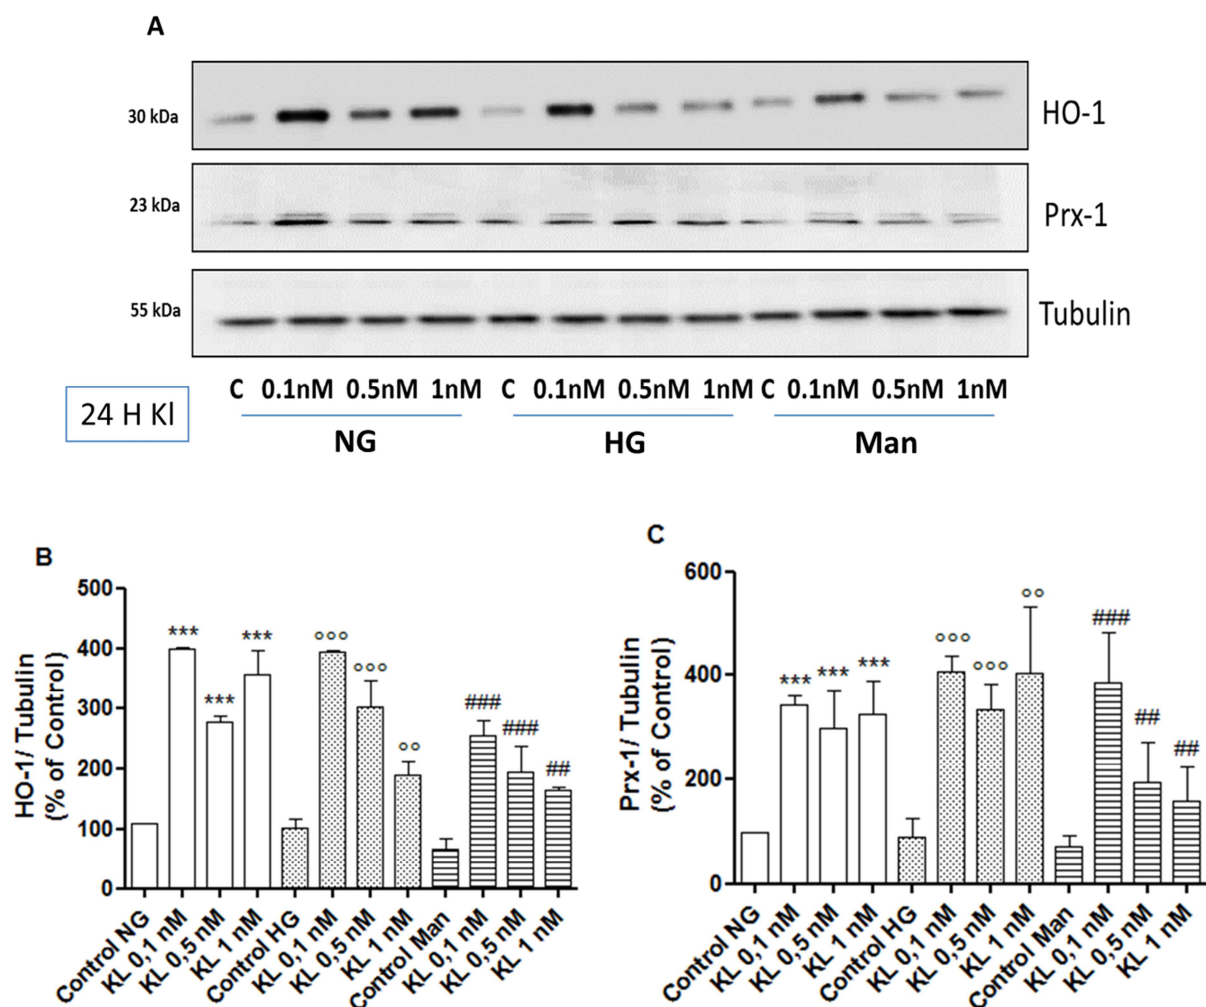 A
30 kDa
HO-1
23 kDa
Prx-1
55 kDa
Tubulin
C 0.1nM 0.5nM 1nM C 0.1nM 0.5nM 1nM C 0.1nM 0.5nM 1nM
24 H Kl
NG HG Man
B
HO-1/ Tubulin
(% of Control)
500
400
300
200
100
0
*** *** *** °°° °°° °° ### ### ##
Control NG
KL 0,1 nM
KL 0,5 nM
KL 1 nM
Control HG
KL 0,1 nM
KL 0,5 nM
KL 1 nM
Control Man
KL 0,1 nM
KL 0,5 nM
KL 1 nM
C
Prx-1/ Tubulin
(% of Control)
600
400
200
0
*** *** *** °°° °°° °° ### ## ##
Control NG
KL 0,1 nM
KL 0,5 nM
KL 1 nM
Control HG
KL 0,1 nM
KL 0,5 nM
KL 1 nM
Control Man
KL 0,1 nM
KL 0,5 nM
KL 1 nM